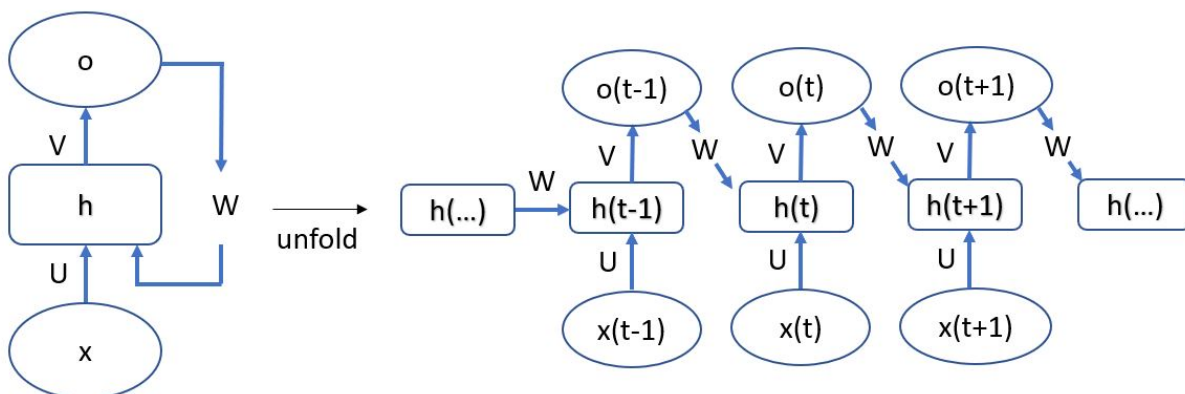 o
V
h
W
U
x
unfold
o(t-1)
o(t)
o(t+1)
V
W
V
W
V
W
h(...)
W
h(t-1)
h(t)
h(t+1)
h(...)
U
U
U
x(t-1)
x(t)
x(t+1)